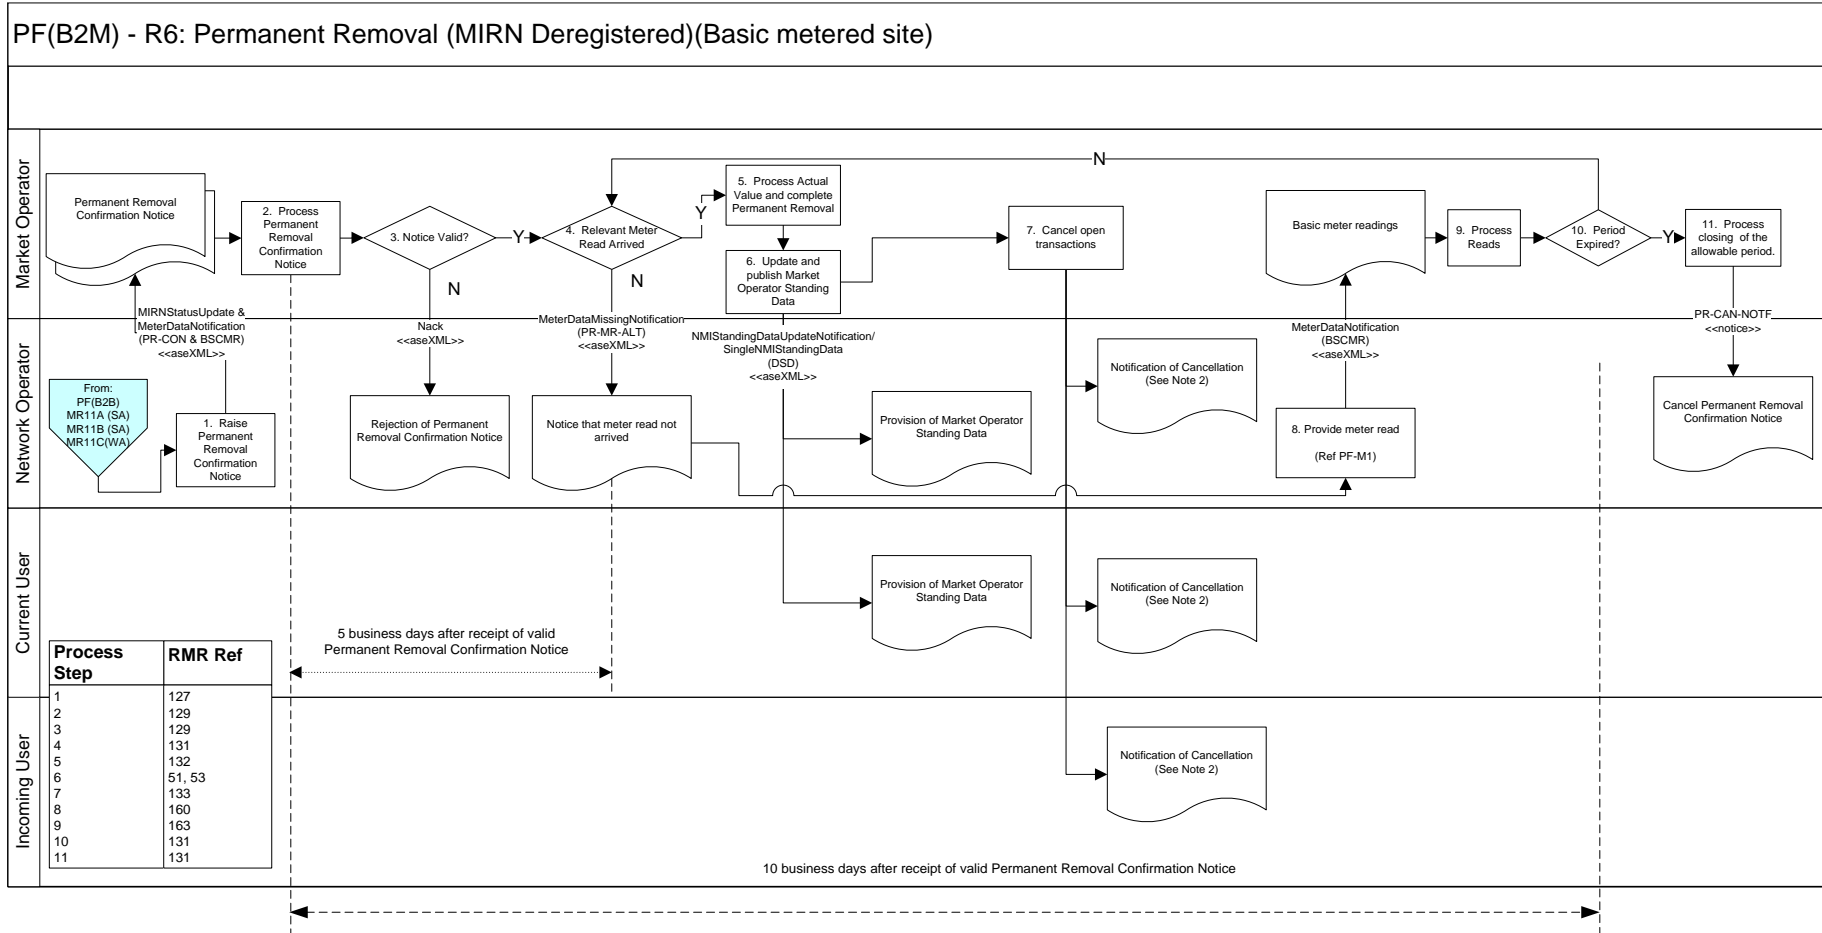 PF(B2M) - R6: Permanent Removal (MIRN Deregistered)(Basic metered site)
Market Operator
Permanent Removal
Confirmation Notice
2. Process
Permanent
Removal
Confirmation
Notice
3. Notice Valid?
Y
N
4. Relevant Meter
Read Arrived
Y
N
5. Process Actual
Value and complete
Permanent Removal
6. Update and
publish Market
Operator Standing
Data
7. Cancel open
transactions
N
Basic meter readings
9. Process
Reads
10. Period
Expired?
Y
11. Process
closing of the
allowable period.
MIRNStatusUpdate &
MeterDataNotification
(PR-CON & BSCMR)
<<aseXML>>
Nack
<<aseXML>>
MeterDataMissingNotification
(PR-MR-ALT)
<<aseXML>>
NMIStandingDataUpdateNotification/
SingleNMIStandingData
(DSD)
<<aseXML>>
MeterDataNotification
(BSCMR)
<<aseXML>>
PR-CAN-NOTF
<<notice>>
Network Operator
From:
PF(B2B)
MR11A (SA)
MR11B (SA)
MR11C(WA)
1. Raise
Permanent
Removal
Confirmation
Notice
Rejection of Permanent
Removal Confirmation Notice
Notice that meter read not
arrived
Provision of Market Operator
Standing Data
Notification of Cancellation
(See Note 2)
8. Provide meter read
(Ref PF-M1)
Cancel Permanent Removal
Confirmation Notice
Current User
5 business days after receipt of valid
Permanent Removal Confirmation Notice
Provision of Market Operator
Standing Data
Notification of Cancellation
(See Note 2)
Incoming User
Process Step RMR Ref
1 127
2 129
3 129
4 131
5 132
6 51, 53
7 133
8 160
9 163
10 131
11 131
Notification of Cancellation
(See Note 2)
10 business days after receipt of valid Permanent Removal Confirmation Notice